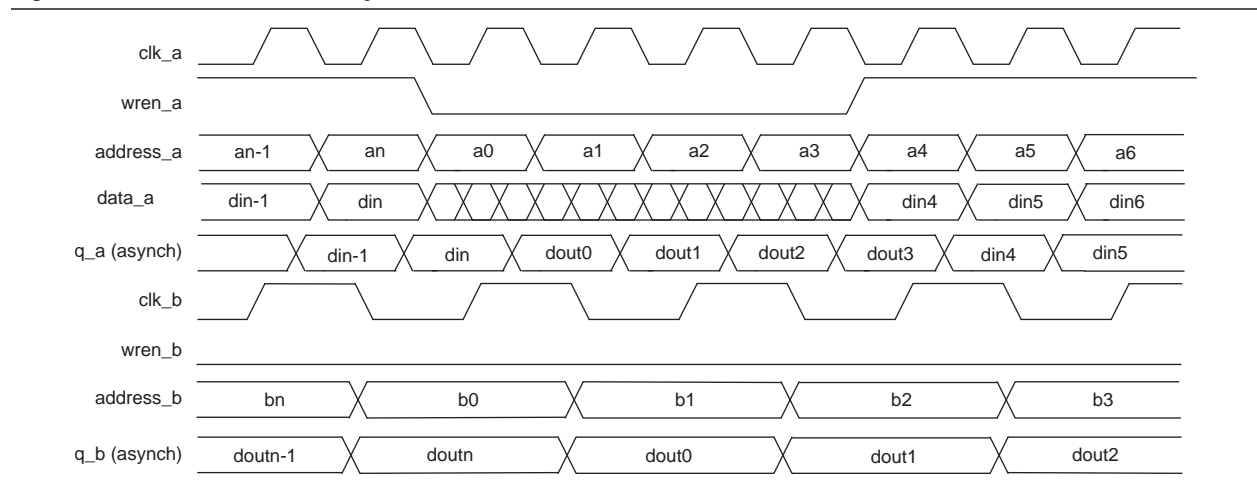 clk_a
wren_a
address_a an-1 an a0 a1 a2 a3 a4 a5 a6
data_a din-1 din din4 din5 din6
q_a (asynch) din-1 din dout0 dout1 dout2 dout3 din4 din5
clk_b
wren_b
address_b bn b0 b1 b2 b3
q_b (asynch) doutn-1 doutn dout0 dout1 dout2